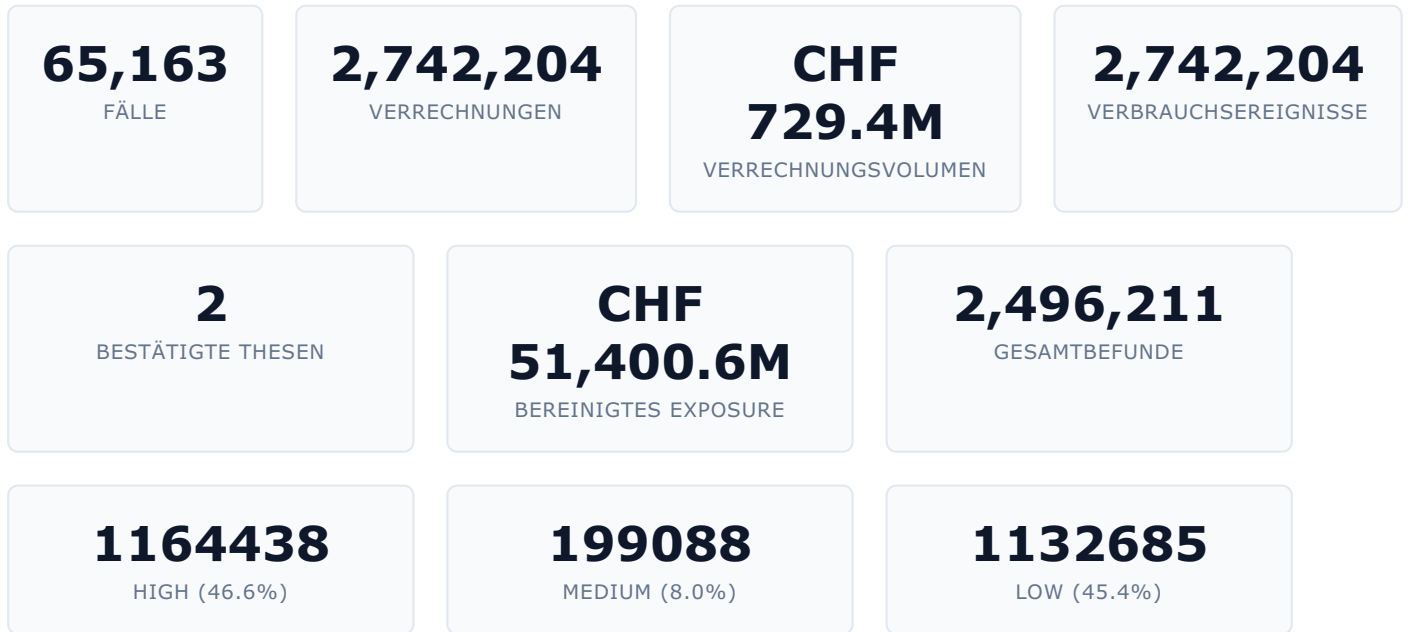 65,163
FÄLLE
2,742,204
VERRECHNUNGEN
CHF
729.4M
VERRECHNUNGSVOLUMEN
2,742,204
VERBRAUCHSEREIGNISSE
2
BESTÄTIGTE THESEN
CHF
51,400.6M
BEREINIGTES EXPOSURE
2,496,211
GESAMTBEFUNDE
1164438
HIGH (46.6%)
199088
MEDIUM (8.0%)
1132685
LOW (45.4%)